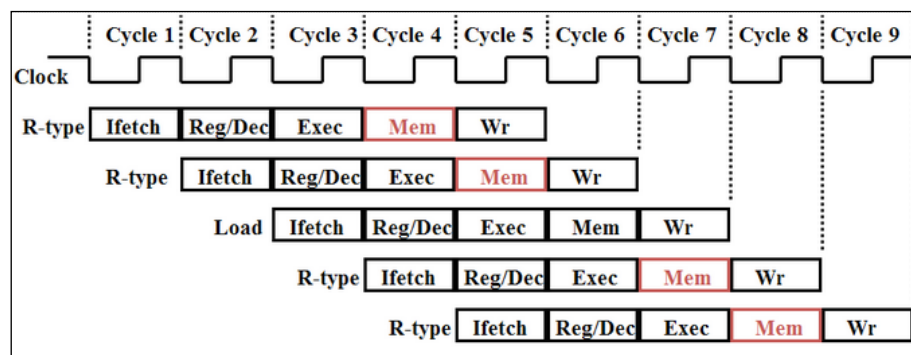 Cycle 1 Cycle 2 Cycle 3 Cycle 4 Cycle 5 Cycle 6 Cycle 7 Cycle 8 Cycle 9
Clock
R-type Ifetch Reg/Dec Exec Mem Wr
R-type Ifetch Reg/Dec Exec Mem Wr
Load Ifetch Reg/Dec Exec Mem Wr
R-type Ifetch Reg/Dec Exec Mem Wr
R-type Ifetch Reg/Dec Exec Mem Wr